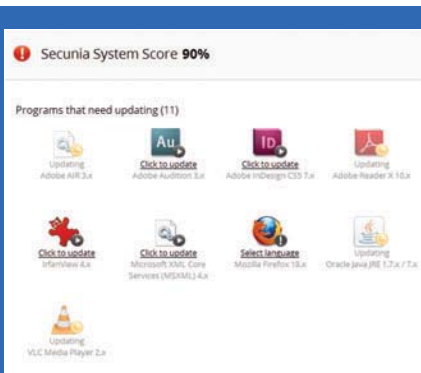 Secunia System Score 90%
Programs that need updating (11)
Au
ID
Updating
Adobe AIR 3.x
Click to update
Adobe Audition 3.x
Click to update
Adobe InDesign CS5 7.x
Updating
Adobe Reader X 10.x
Click to update
IrfanView 4.x
Click to update
Microsoft XML Core
Services (MSXML) 4.x
Select language
Mozilla Firefox 18.x
Updating
Oracle Java JRE 1.7.x / 7.x
Updating
VLC Media Player 2.x